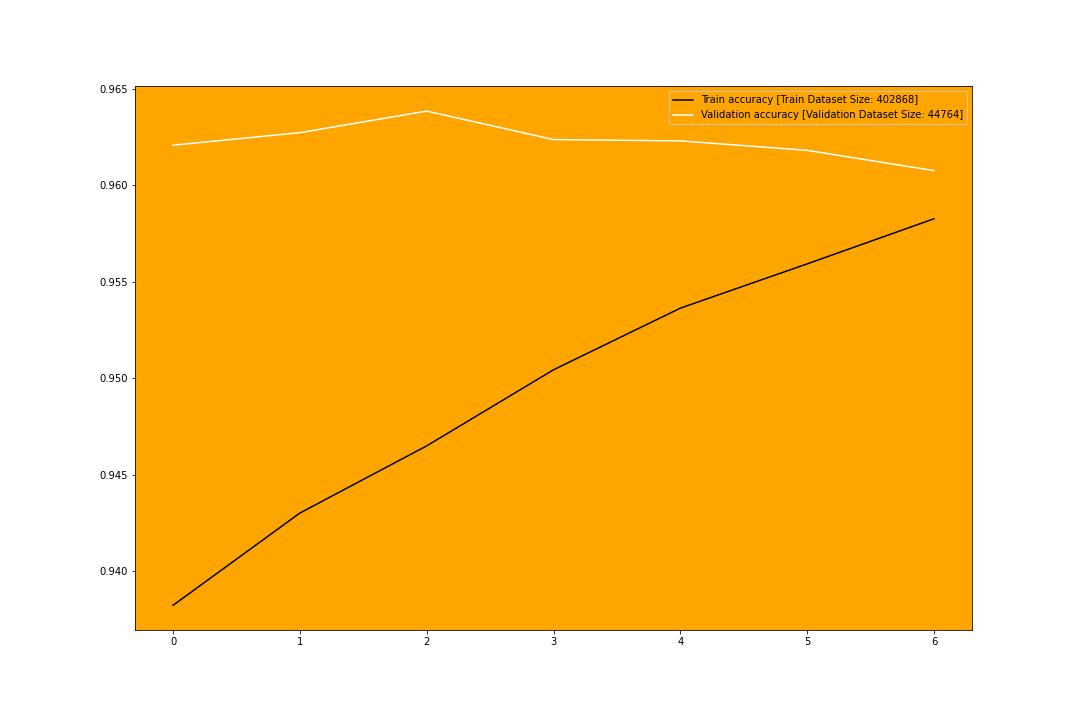 Train accuracy [Train Dataset Size: 402868]
Validation accuracy [Validation Dataset Size: 44764]
0.965
0.960
0.955
0.950
0.945
0.940
0 1 2 3 4 5 6